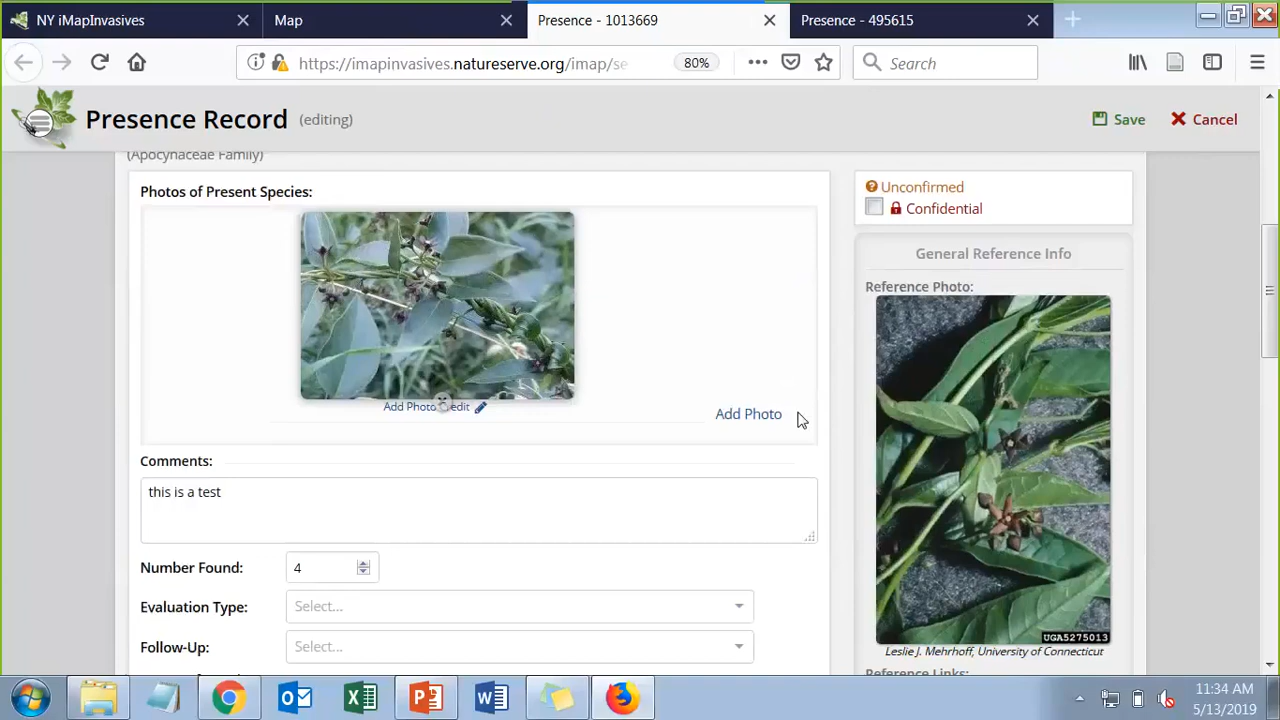 NY iMapInvasives
Map
Presence - 1013669
Presence - 495615
https://imapinvasives.natureserve.org/imap/se
80%
Search
Presence Record (editing)
Save
Cancel
(Apocynaceae Family)
Photos of Present Species:
Add Photo
edit
Add Photo
Comments:
this is a test
Number Found: 4
Evaluation Type: Select...
Follow-Up: Select...
Unconfirmed
Confidential
General Reference Info
Reference Photo:
UGA5275013
Leslie J. Mehrhoff, University of Connecticut
Reference Links:
11:34 AM
5/13/2019